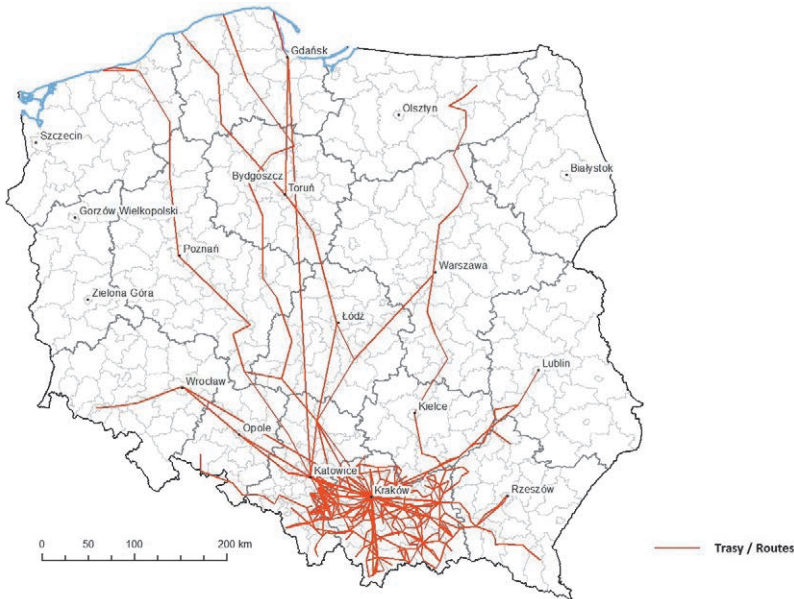 Gdańsk
Olsztyn
Szczecin
Białystok
Bydgoszcz
Toruń
Gorzów Wielkopolski
Poznań
Warszawa
Zielona Góra
Łódź
Lublin
Wrocław
Kielce
Opole
Katowice
Kraków
Rzeszów
0 50 100 200 km
Trasy / Routes